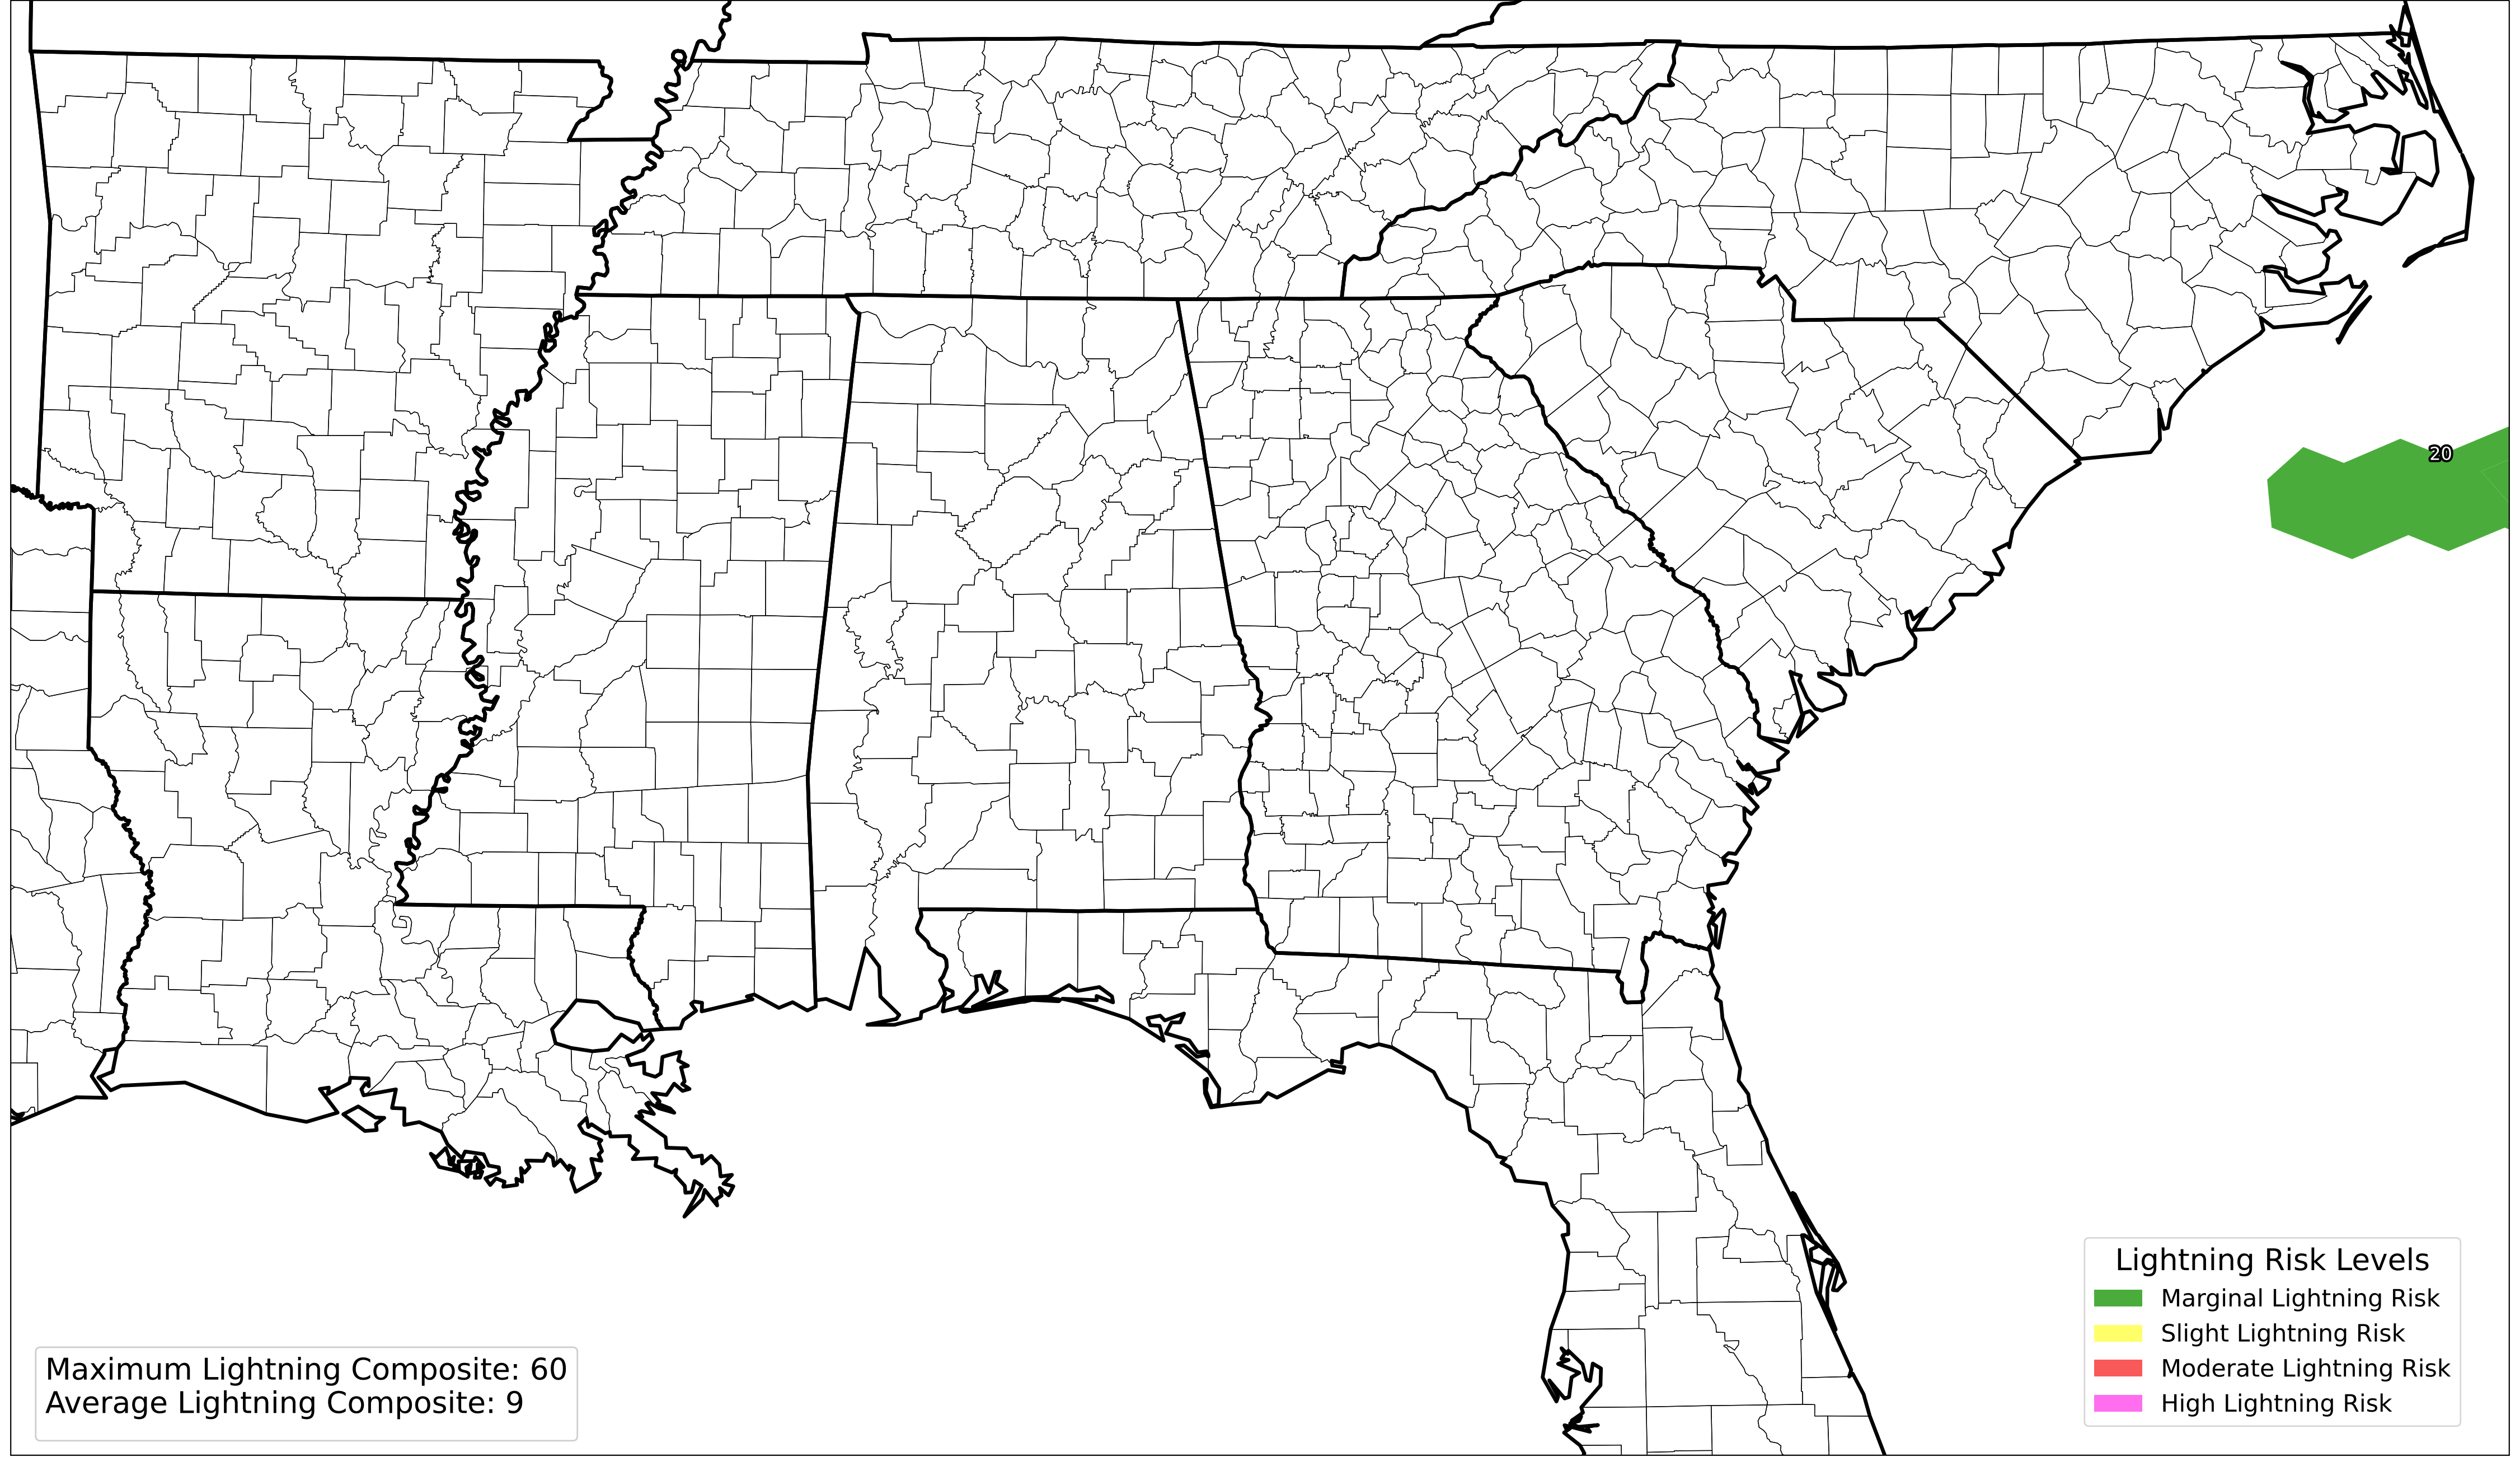 20
Lightning Risk Levels
Marginal Lightning Risk
Slight Lightning Risk
Moderate Lightning Risk
High Lightning Risk
Maximum Lightning Composite: 60
Average Lightning Composite: 9